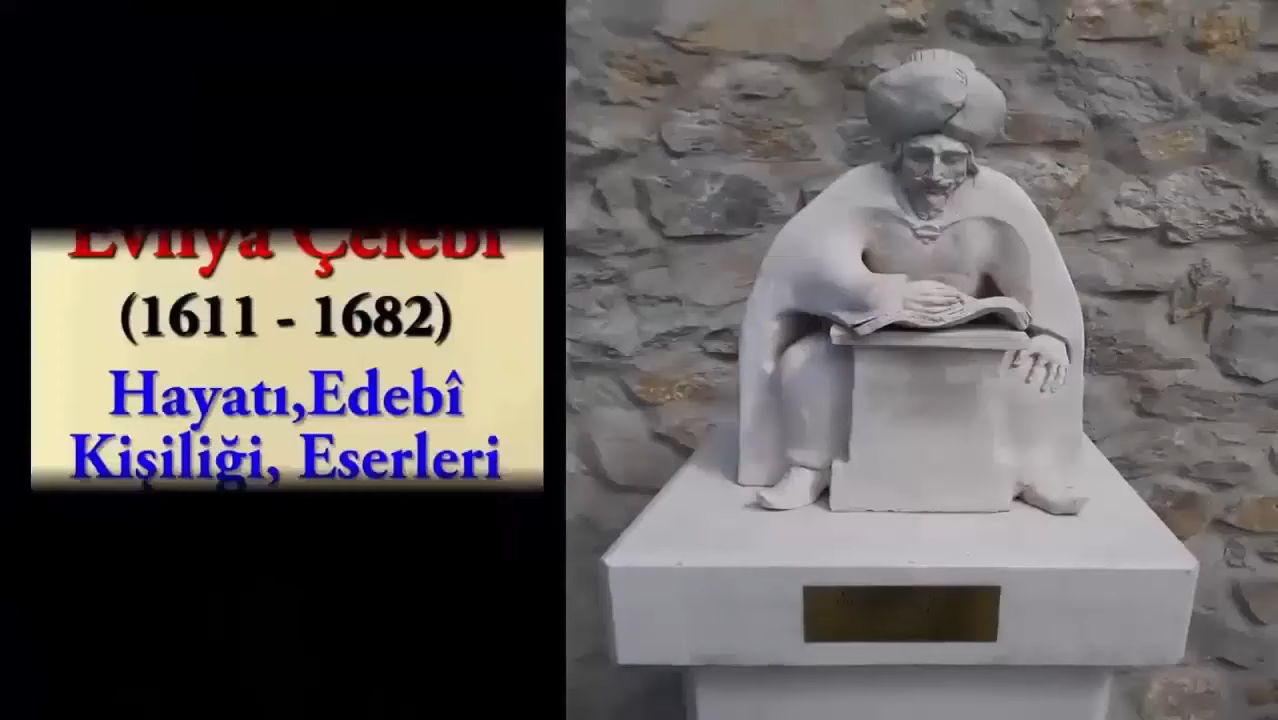 Evliya Çelebi
(1611 - 1682)
Hayatı,Edebî
Kişiliği, Eserleri